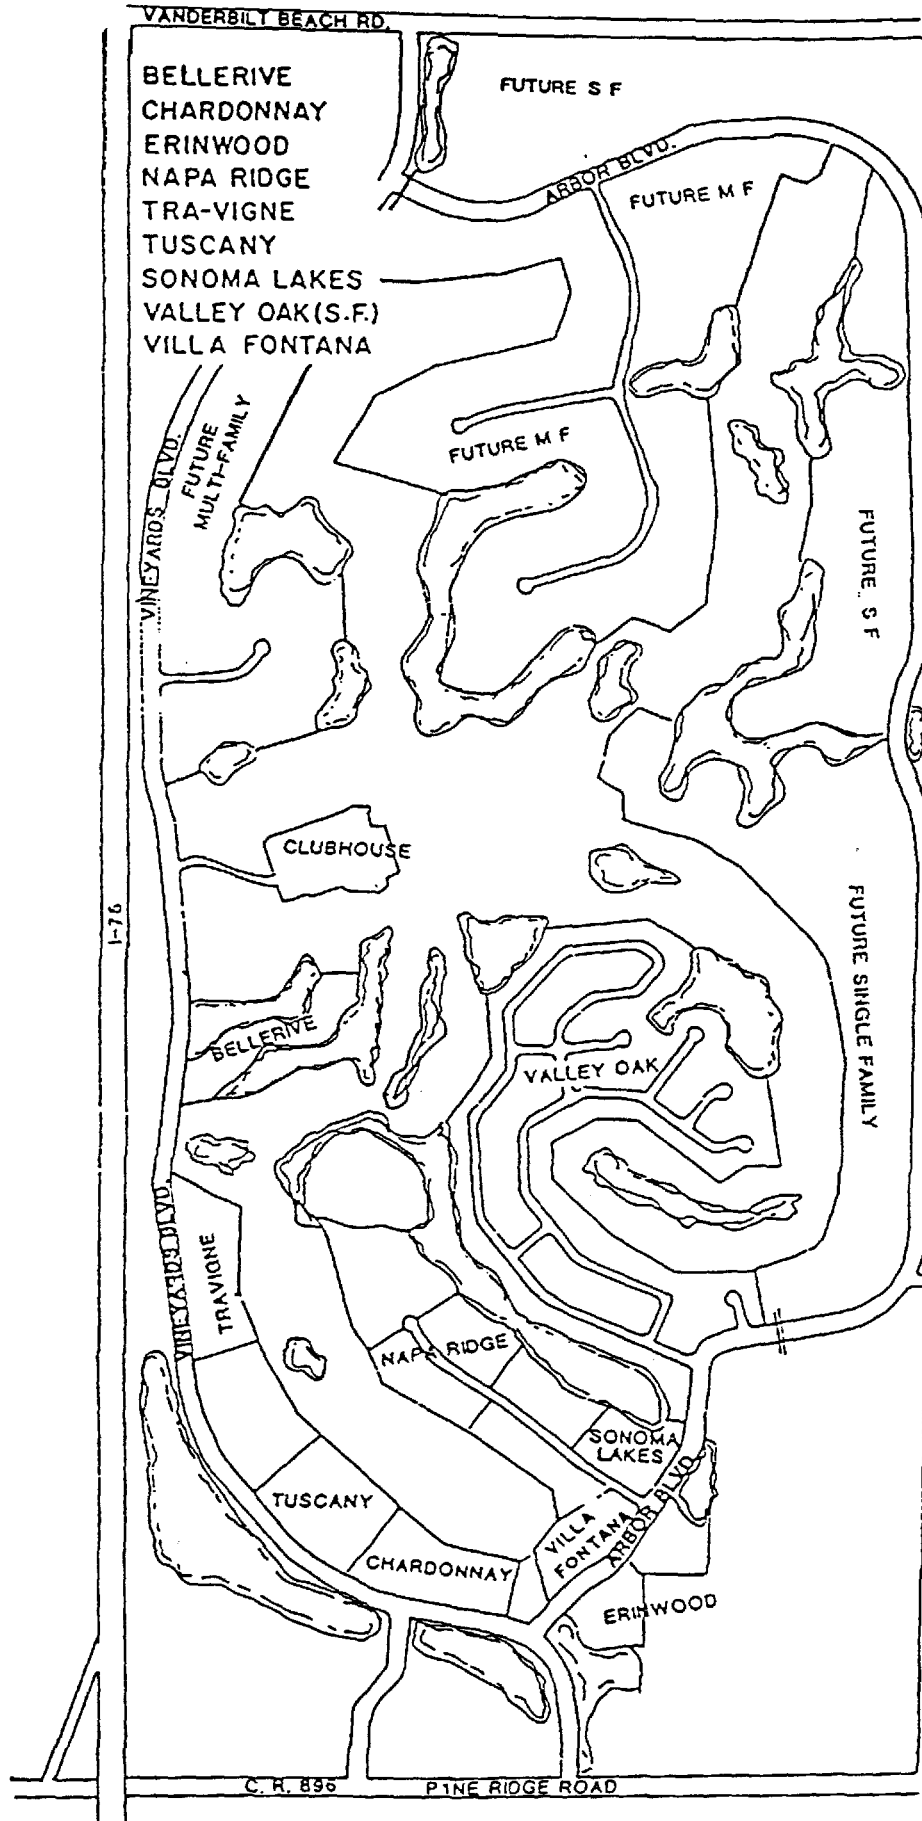 VANDERBILT BEACH RD.
BELLERIVE
CHARDONNAY
ERINWOOD
NAPA RIDGE
TRA-VIGNE
TUSCANY
SONOMA LAKES
VALLEY OAK(S.F.)
VILLA FONTANA
FUTURE S F
ARBOR BLVD.
FUTURE M F
FUTURE
MULTI-FAMILY
VINEYARDS BLVD.
FUTURE M F
FUTURE S F
CLUBHOUSE
I-75
FUTURE SINGLE FAMILY
BELLERIVE
VALLEY OAK
VINEYARDS BLVD.
TRAVIGNE
NAPA RIDGE
SONOMA
LAKES
TUSCANY
VILLA
FONTANA
ARBOR BLVD.
CHARDONNAY
ERINWOOD
C. R. 896
PINE RIDGE ROAD